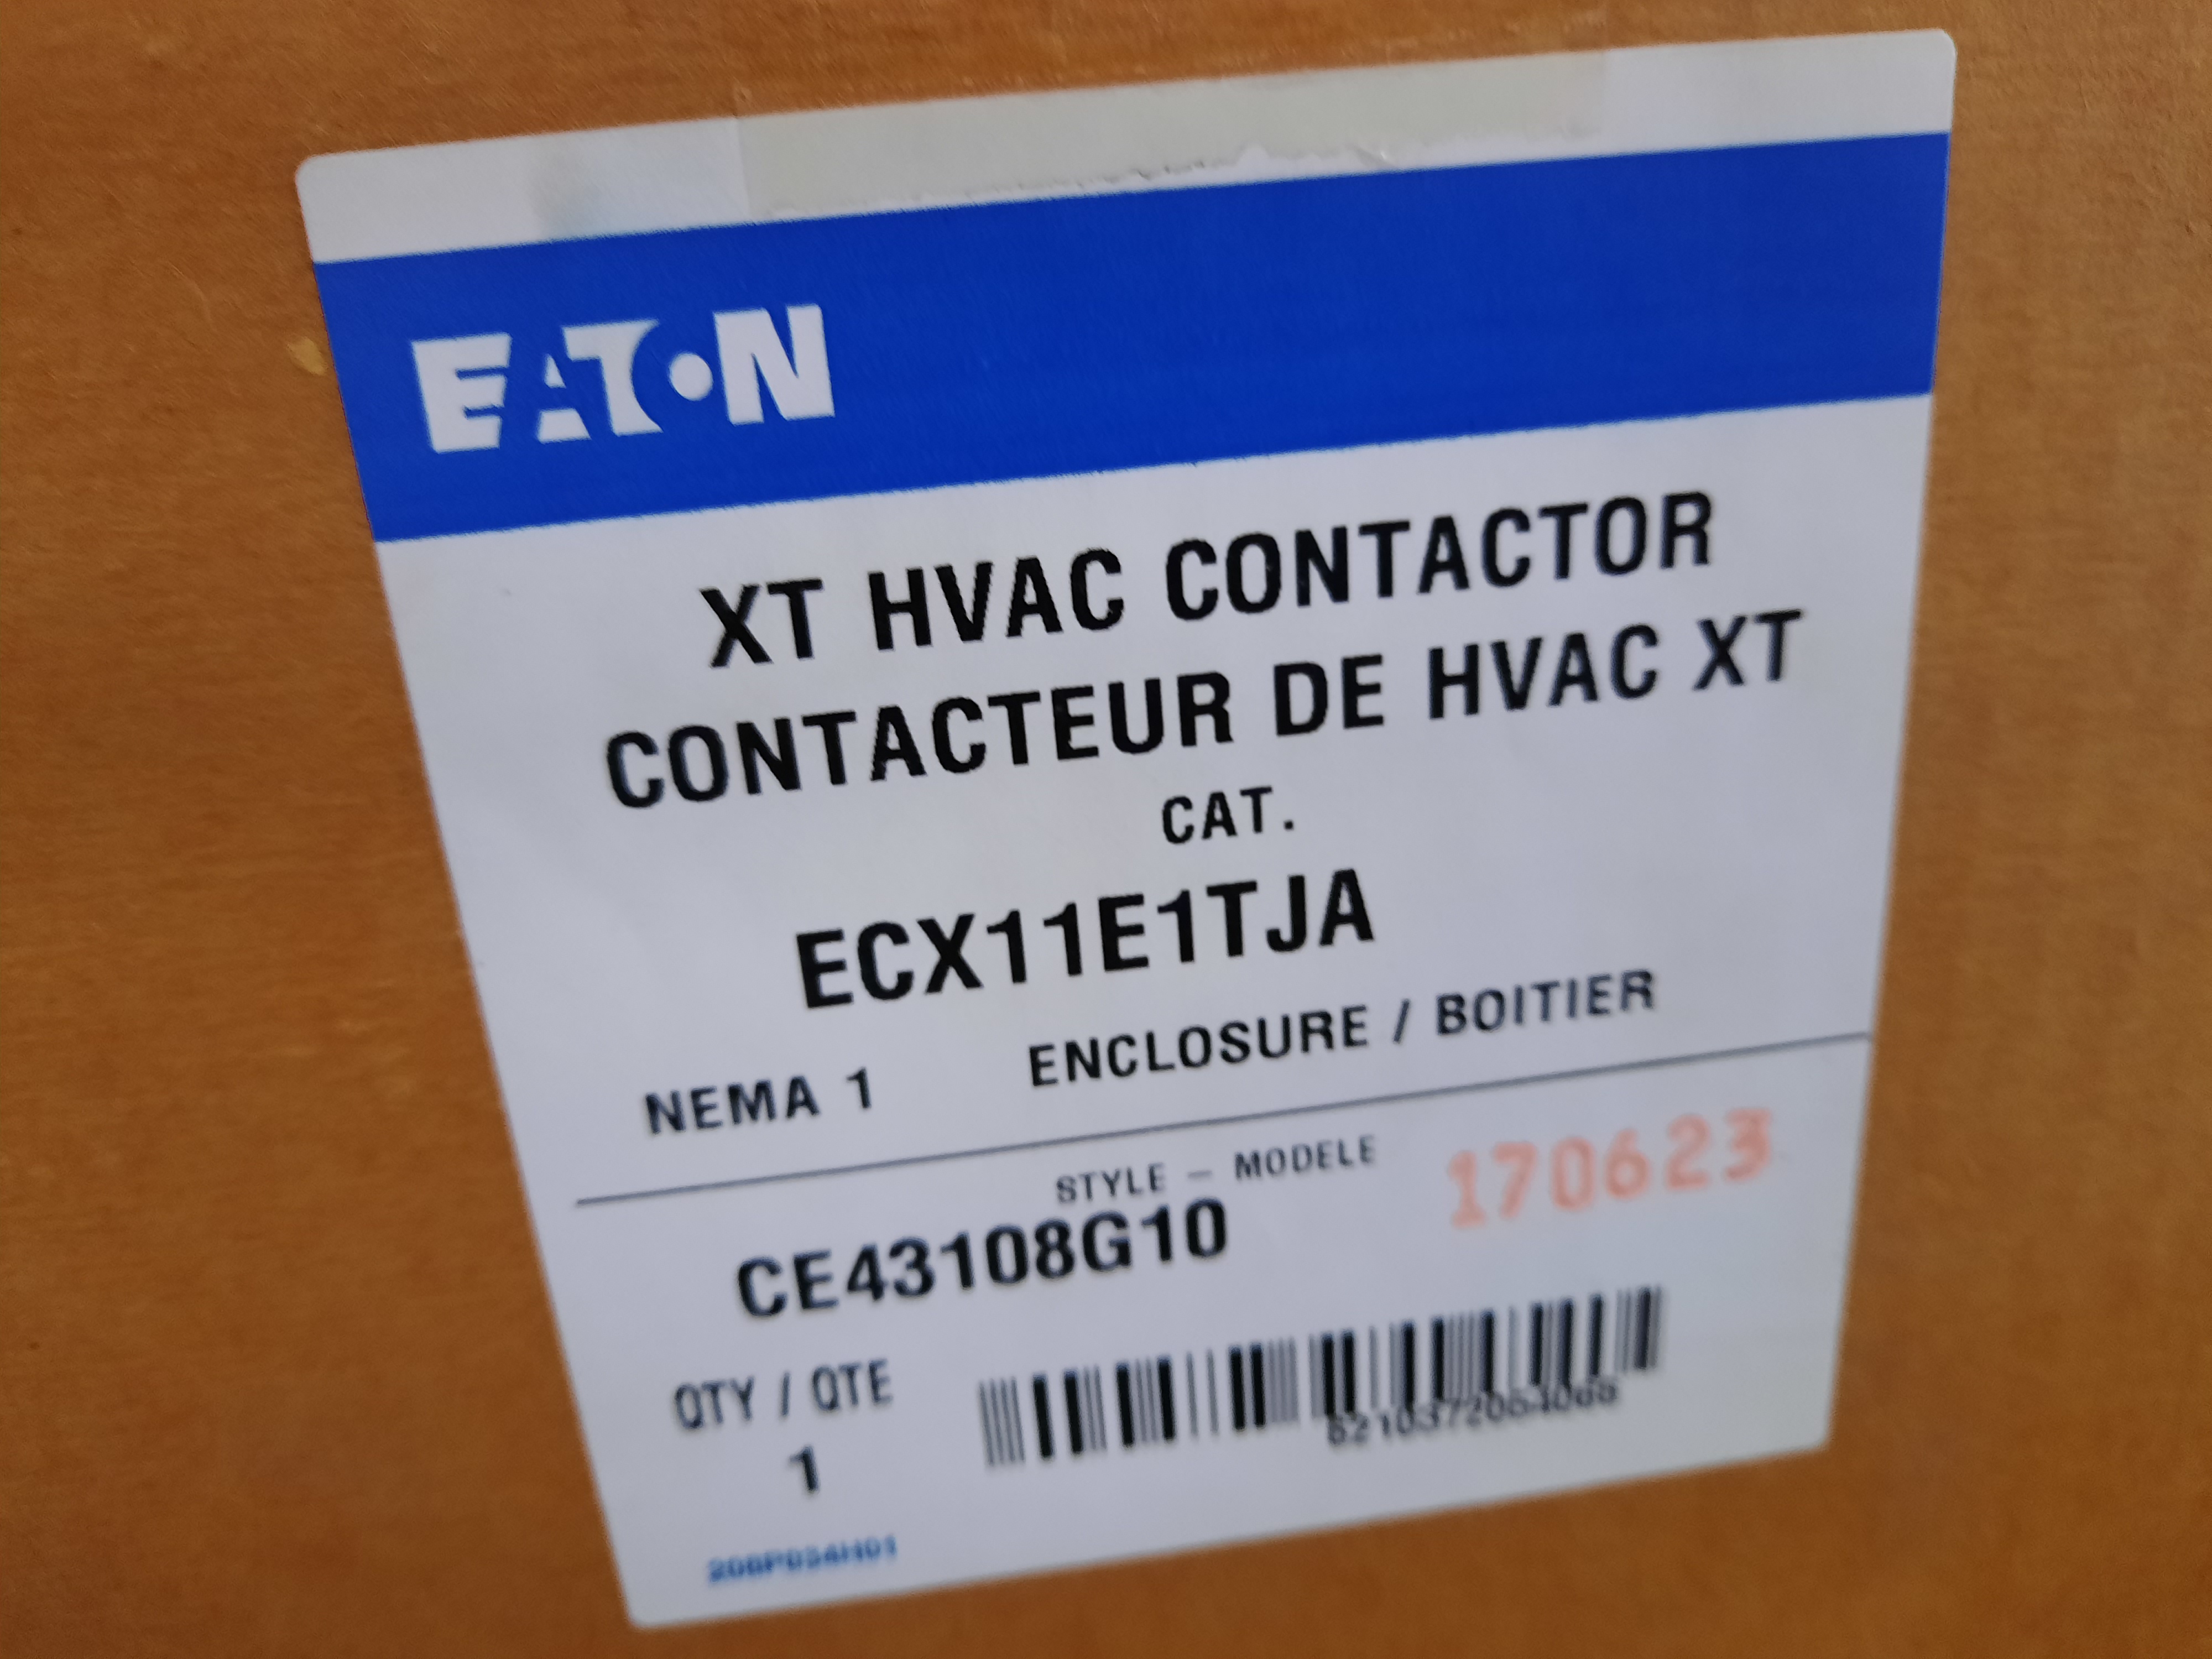 EATON
XT HVAC CONTACTOR
CONTACTEUR DE HVAC XT
CAT.
ECX11E1TJA
NEMA 1 ENCLOSURE / BOITIER
STYLE - MODELE 170623
CE43108G10
QTY / QTE
1